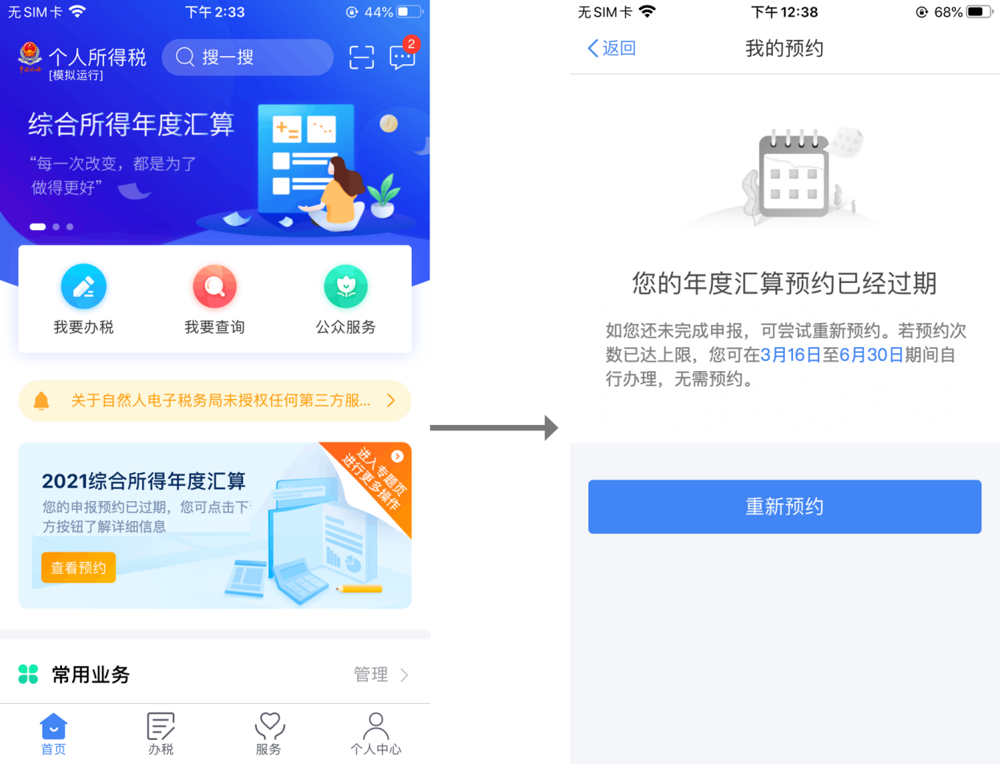 无SIM卡
下午2:33
44%
个人所得税
[模拟运行]
搜一搜
2
综合所得年度汇算
“每一次改变，都是为了
做得更好”
我要办税
我要查询
公众服务
关于自然人电子税务局未授权任何第三方服...
进入专题页
进行更多操作
2021综合所得年度汇算
您的申报预约已过期，您可点击下
方按钮了解详细信息
查看预约
常用业务
管理
首页
办税
服务
个人中心
无SIM卡
下午12:38
68%
返回
我的预约
您的年度汇算预约已经过期
如您还未完成申报，可尝试重新预约。若预约次
数已达上限，您可在3月16日至6月30日期间自
行办理，无需预约。
重新预约